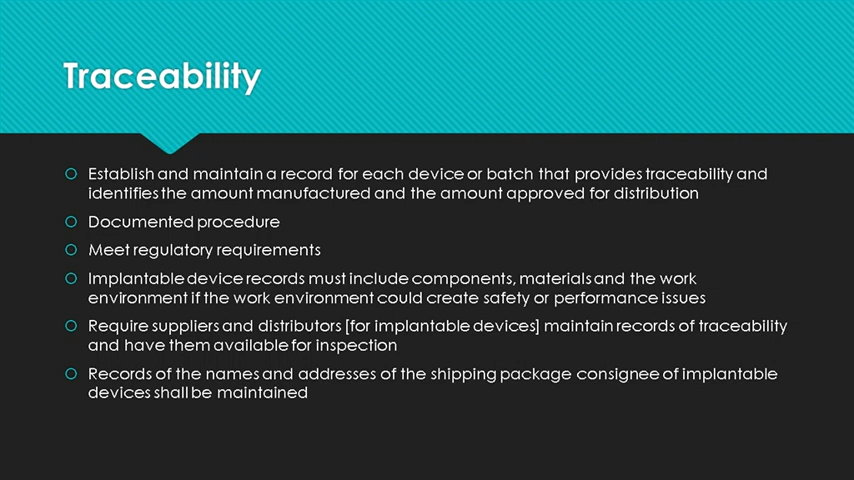 Traceability
Establish and maintain a record for each device or batch that provides traceability and
identifies the amount manufactured and the amount approved for distribution
Documented procedure
Meet regulatory requirements
Implantable device records must include components, materials and the work
environment if the work environment could create safety or performance issues
Require suppliers and distributors [for implantable devices] maintain records of traceability
and have them available for inspection
Records of the names and addresses of the shipping package consignee of implantable
devices shall be maintained